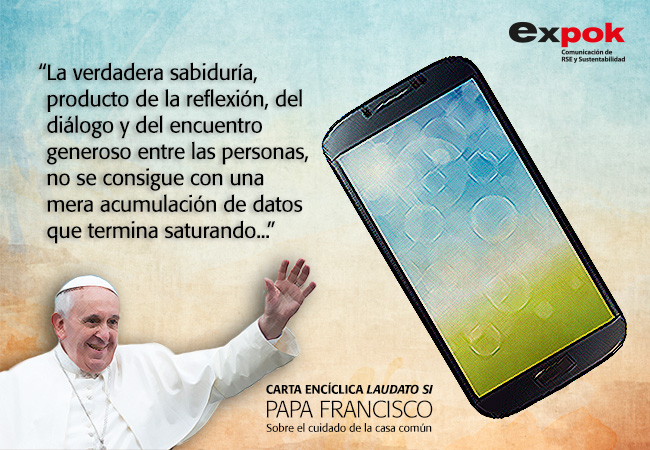 expok
Comunicación de
RSE y Sustentabilidad
“La verdadera sabiduría,
producto de la reflexión, del
diálogo y del encuentro
generoso entre las personas,
no se consigue con una
mera acumulación de datos
que termina saturando...”
CARTA ENCÍCLICA LAUDATO SI
PAPA FRANCISCO
Sobre el cuidado de la casa común